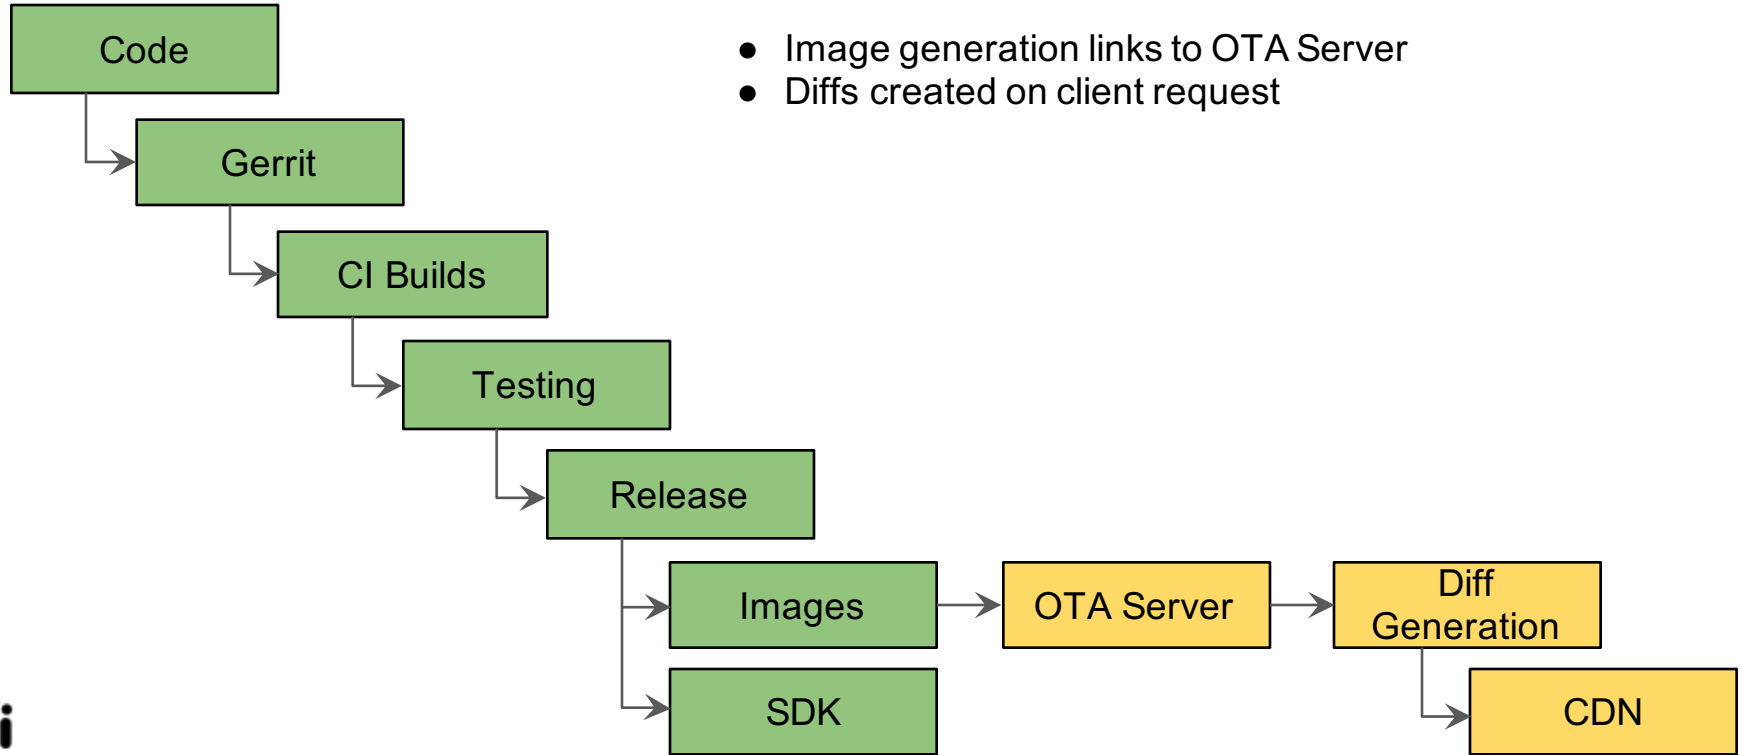 Code
● Image generation links to OTA Server
● Diffs created on client request
Gerrit
CI Builds
Testing
Release
Images
OTA Server
Diff
Generation
SDK
CDN
i